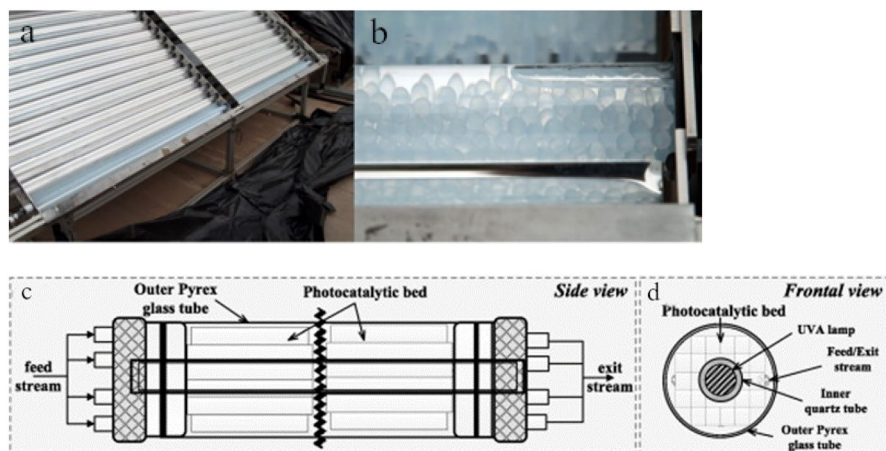 a
b
c
Outer Pyrex
glass tube
Photocatalytic bed
Side view
feed
stream
exit
stream
d
Frontal view
Photocatalytic bed
UVA lamp
Feed/Exit
stream
Inner
quartz tube
Outer Pyrex
glass tube